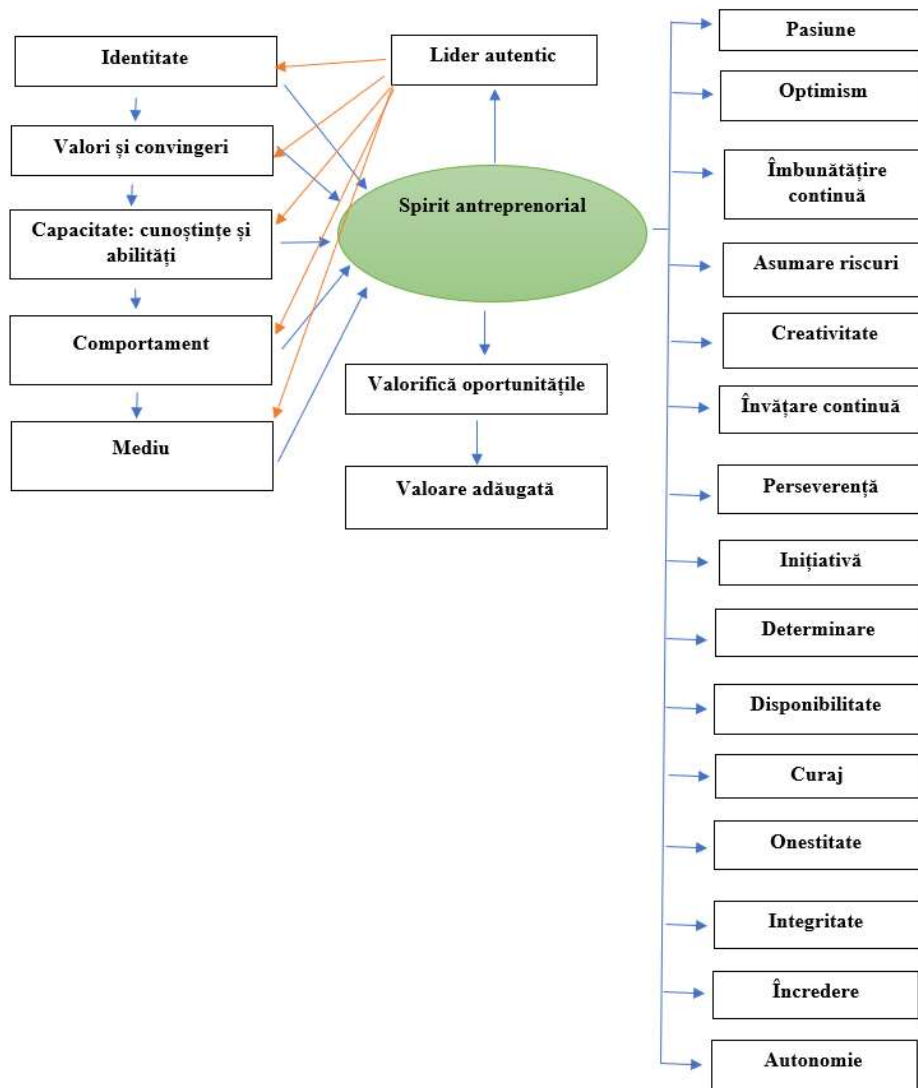 Identitate
Valori și convingeri
Capacitate: cunoștințe și
abilități
Comportament
Mediu
Lider autentic
Spirit antreprenorial
Valorifică oportunitățile
Valoare adăugată
Pasiune
Optimism
Îmbunătățire
continuă
Asumare riscuri
Creativitate
Învățare continuă
Perseverență
Inițiativă
Determinare
Disponibilitate
Curaj
Onestitate
Integritate
Încredere
Autonomie